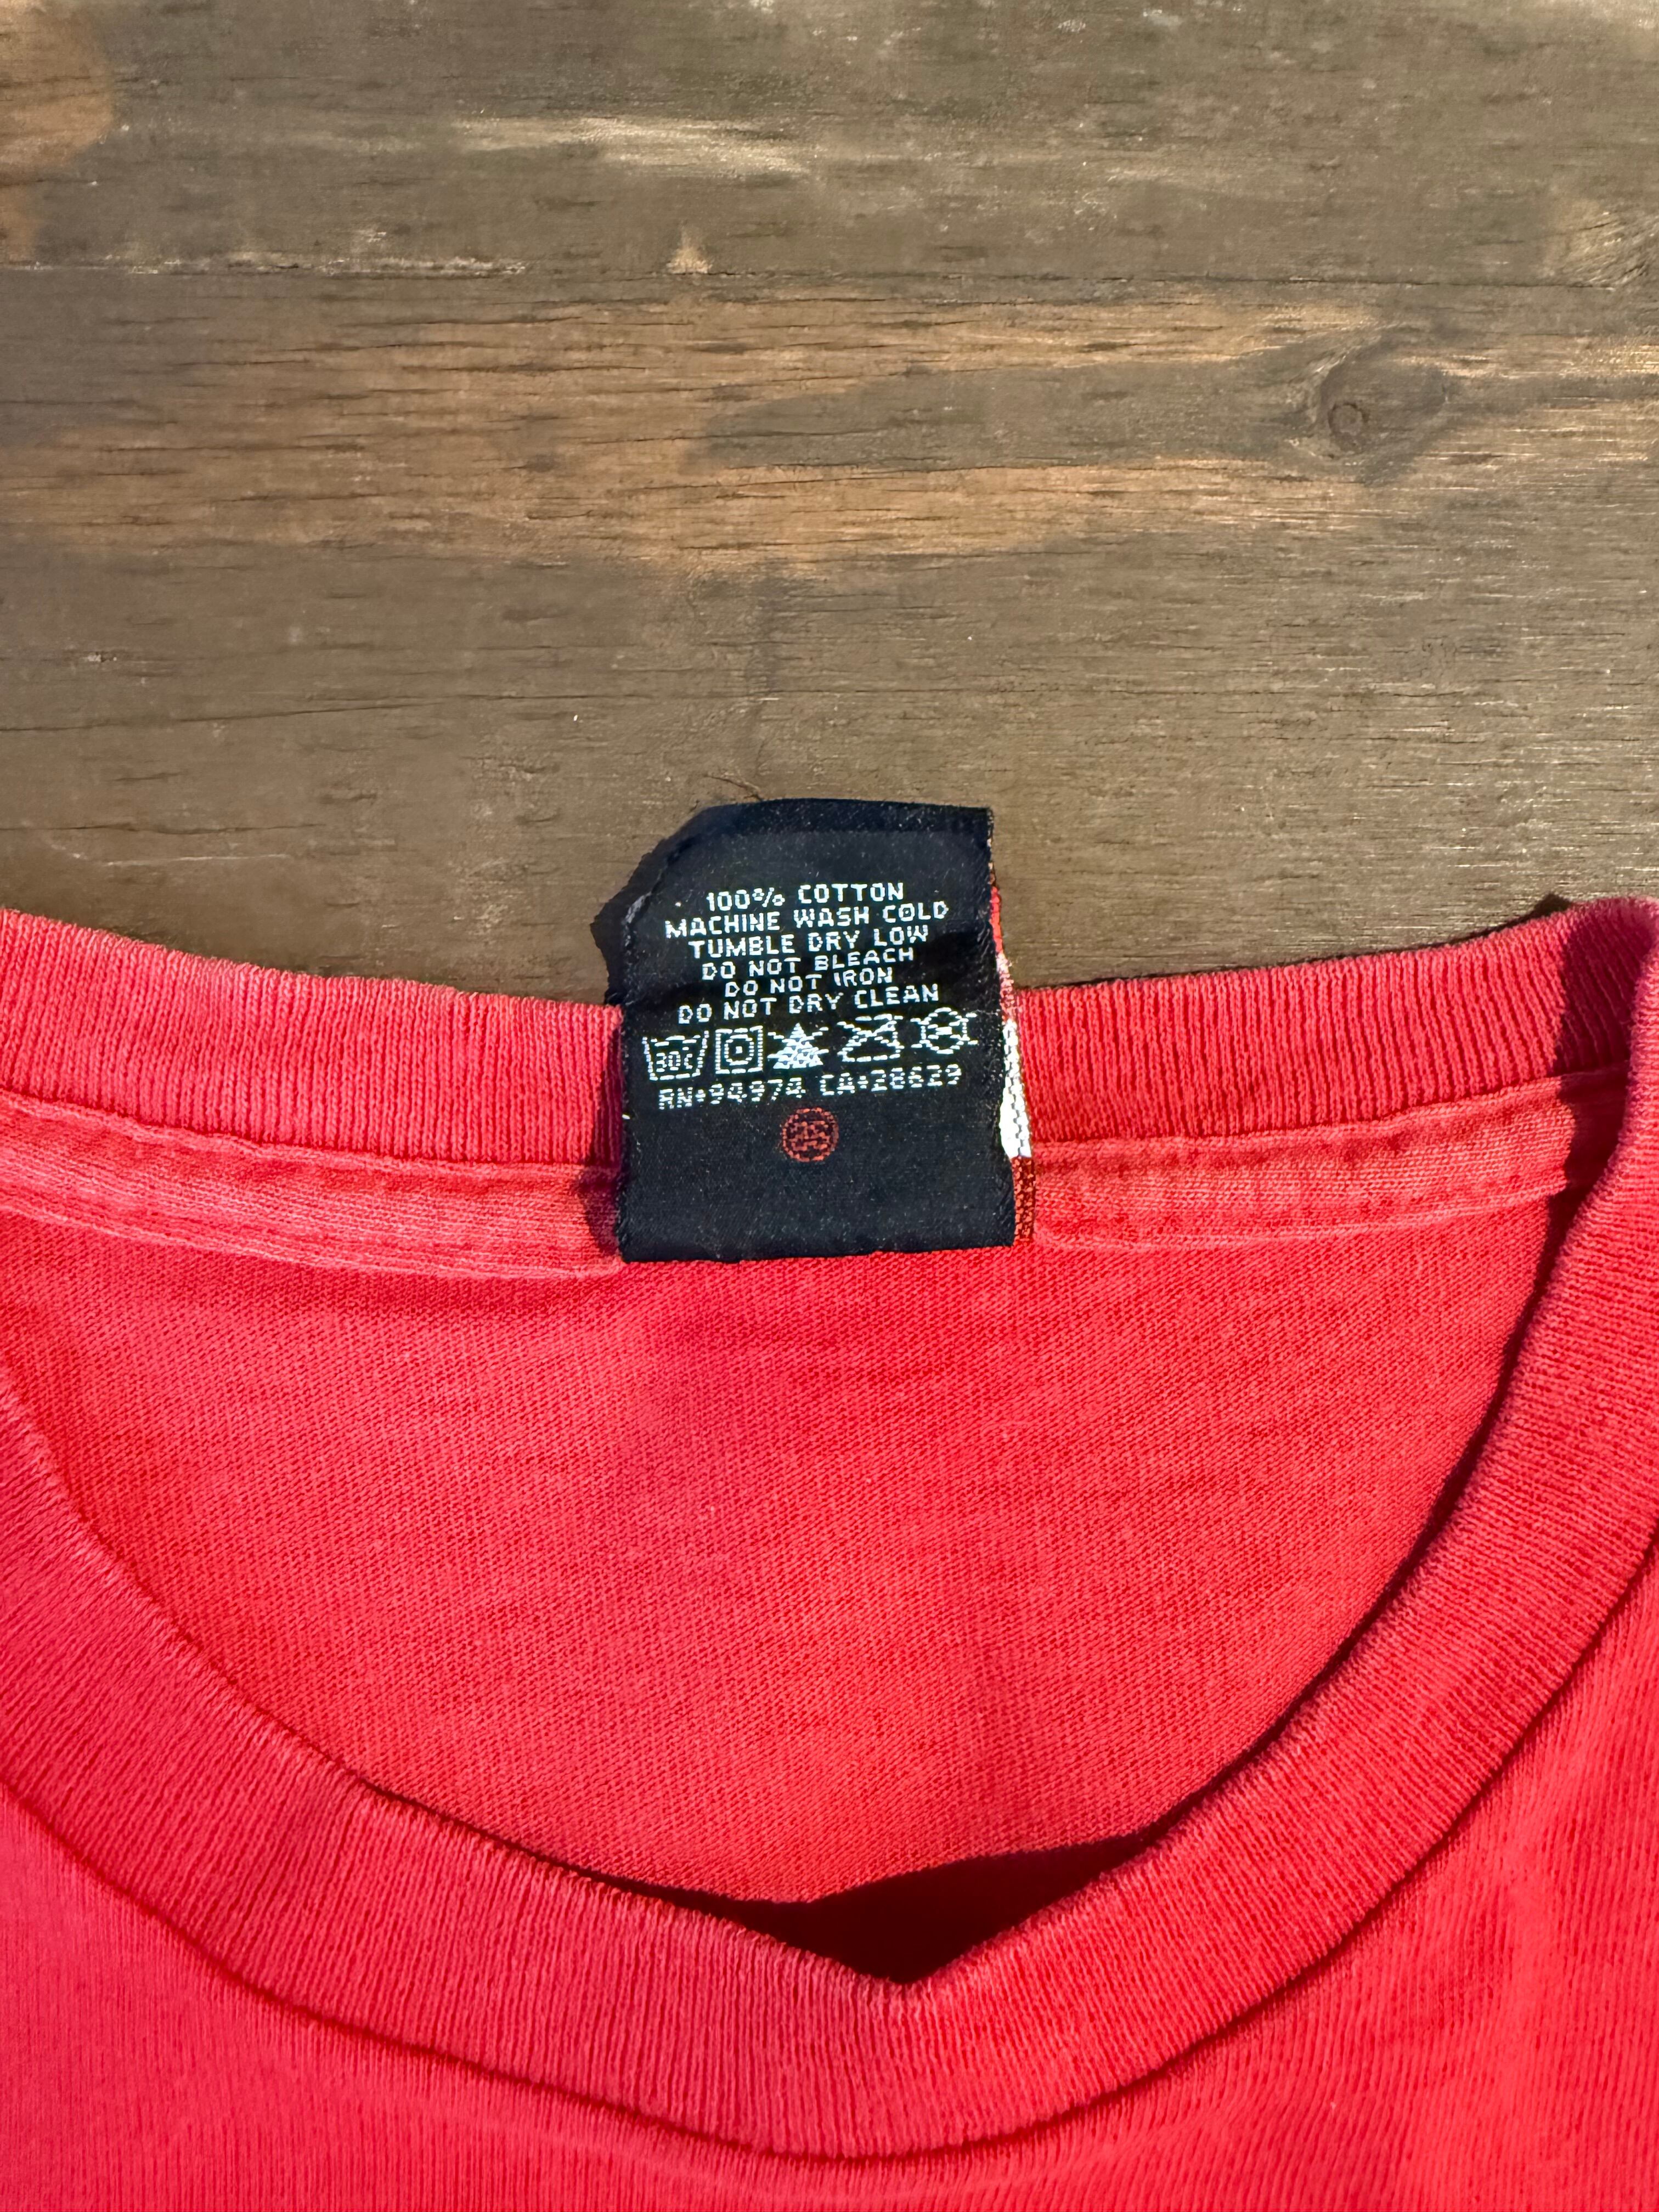 100% COTTON
MACHINE WASH COLD
TUMBLE DRY LOW
DO NOT BLEACH
DO NOT IRON
DO NOT DRY CLEAN
30C
RN#94974 CA#28629